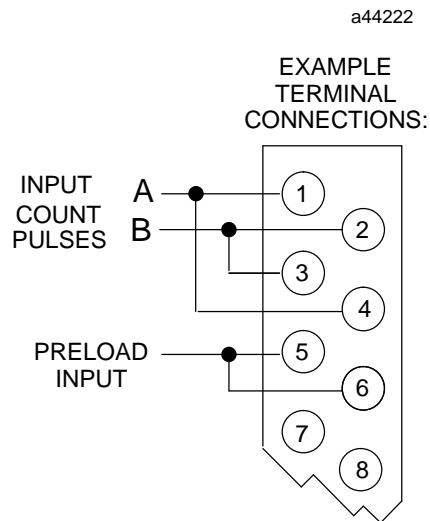 a44222
EXAMPLE
TERMINAL
CONNECTIONS:
INPUT
COUNT
PULSES
A
B
1
2
3
4
PRELOAD
INPUT
5
6
7
8